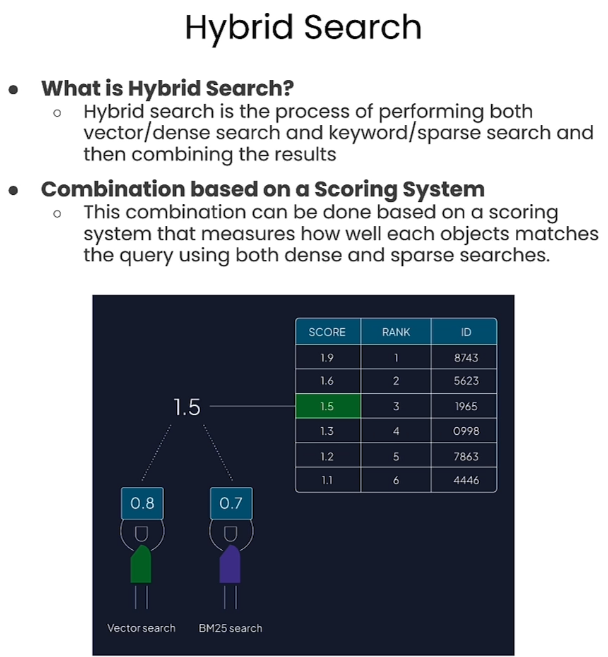 Hybrid Search
● What is Hybrid Search?
○ Hybrid search is the process of performing both
vector/dense search and keyword/sparse search and
then combining the results
● Combination based on a Scoring System
○ This combination can be done based on a scoring
system that measures how well each objects matches
the query using both dense and sparse searches.
SCORE RANK ID
1.9 1 8743
1.6 2 5623
1.5 3 1965
1.3 4 0998
1.2 5 7863
1.1 6 4446
1.5
0.8 0.7
Vector search BM25 search